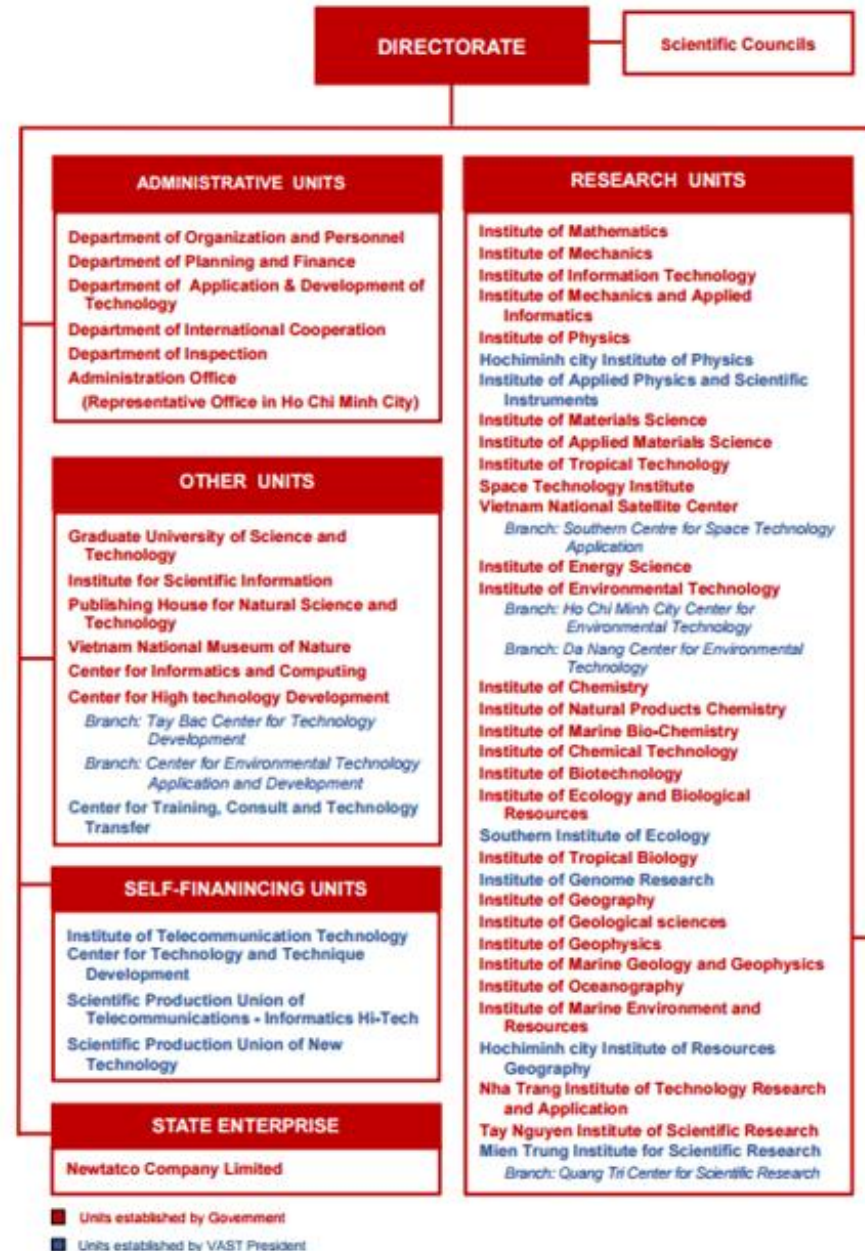 DIRECTORATE
Scientific Councils
ADMINISTRATIVE UNITS
Department of Organization and Personnel
Department of Planning and Finance
Department of Application & Development of
Technology
Department of International Cooperation
Department of Inspection
Administration Office
(Representative Office in Ho Chi Minh City)
OTHER UNITS
Graduate University of Science and
Technology
Institute for Scientific Information
Publishing House for Natural Science and
Technology
Vietnam National Museum of Nature
Center for Informatics and Computing
Center for High technology Development
Branch: Tay Bac Center for Technology
Development
Branch: Center for Environmental Technology
Application and Development
Center for Training, Consult and Technology
Transfer
SELF-FINANINCING UNITS
Institute of Telecommunication Technology
Center for Technology and Technique
Development
Scientific Production Union of
Telecommunications - Informatics Hi-Tech
Scientific Production Union of New
Technology
STATE ENTERPRISE
Newtatco Company Limited
RESEARCH UNITS
Institute of Mathematics
Institute of Mechanics
Institute of Information Technology
Institute of Mechanics and Applied
Informatics
Institute of Physics
Hochiminh city Institute of Physics
Institute of Applied Physics and Scientific
Instruments
Institute of Materials Science
Institute of Applied Materials Science
Institute of Tropical Technology
Space Technology Institute
Vietnam National Satellite Center
Branch: Southern Centre for Space Technology
Application
Institute of Energy Science
Institute of Environmental Technology
Branch: Ho Chi Minh City Center for
Environmental Technology
Branch: Da Nang Center for Environmental
Technology
Institute of Chemistry
Institute of Natural Products Chemistry
Institute of Marine Bio-Chemistry
Institute of Chemical Technology
Institute of Biotechnology
Institute of Ecology and Biological
Resources
Southern Institute of Ecology
Institute of Tropical Biology
Institute of Genome Research
Institute of Geography
Institute of Geological sciences
Institute of Geophysics
Institute of Marine Geology and Geophysics
Institute of Oceanography
Institute of Marine Environment and
Resources
Hochiminh city Institute of Resources
Geography
Nha Trang Institute of Technology Research
and Application
Tay Nguyen Institute of Scientific Research
Mien Trung Institute for Scientific Research
Branch: Quang Tri Center for Scientific Research
Units established by Government
Units established by VAST President